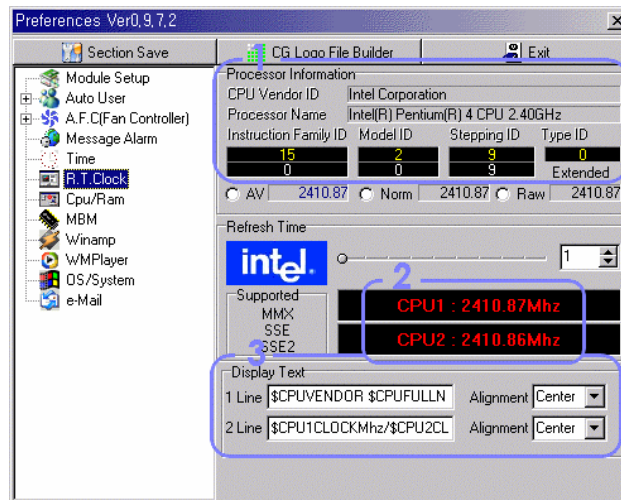 Preferences Ver0,9,7,2
Section Save
CG Logo File Builder
Exit
Module Setup
Auto User
A.F.C(Fan Controller)
Message Alarm
Time
R.T.Clock
Cpu/Ram
MBM
Winamp
WMPlayer
OS/System
e-Mail
1
Processor Information
CPU Vendor ID Intel Corporation
Processor Name Intel(R) Pentium(R) 4 CPU 2.40GHz
Instruction Family ID Model ID Stepping ID Type ID
15 2 9 0
0 0 9 Extended
AV 2410.87 Norm 2410.87 Raw 2410.87
Refresh Time
intel.
1
2
Supported
MMX
SSE
SSE2
CPU1 : 2410.87Mhz
CPU2 : 2410.86Mhz
3
Display Text
1 Line $CPUVENDOR $CPUFULLN Alignment Center
2 Line $CPU1CLOCKMhz/$CPU2CL Alignment Center